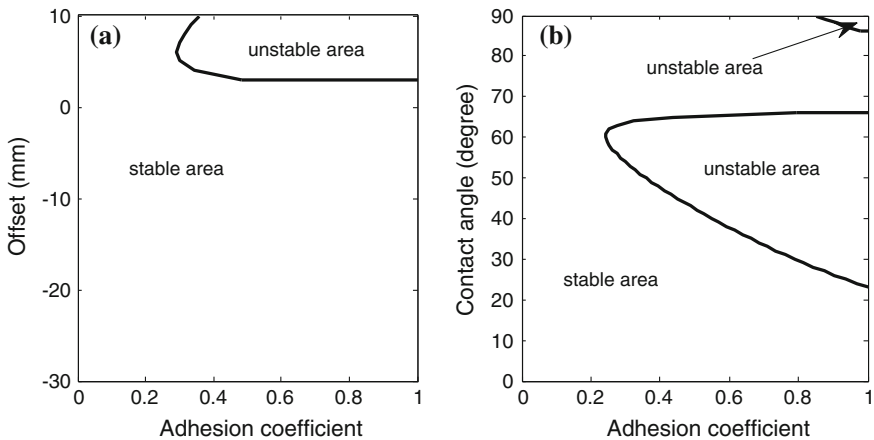 (a)
unstable area
stable area
10
0
-10
-20
-30
0
0.2
0.4
0.6
0.8
1
Offset (mm)
Adhesion coefficient
(b)
unstable area
unstable area
stable area
90
80
70
60
50
40
30
20
10
0
0
0.2
0.4
0.6
0.8
1
Contact angle (degree)
Adhesion coefficient